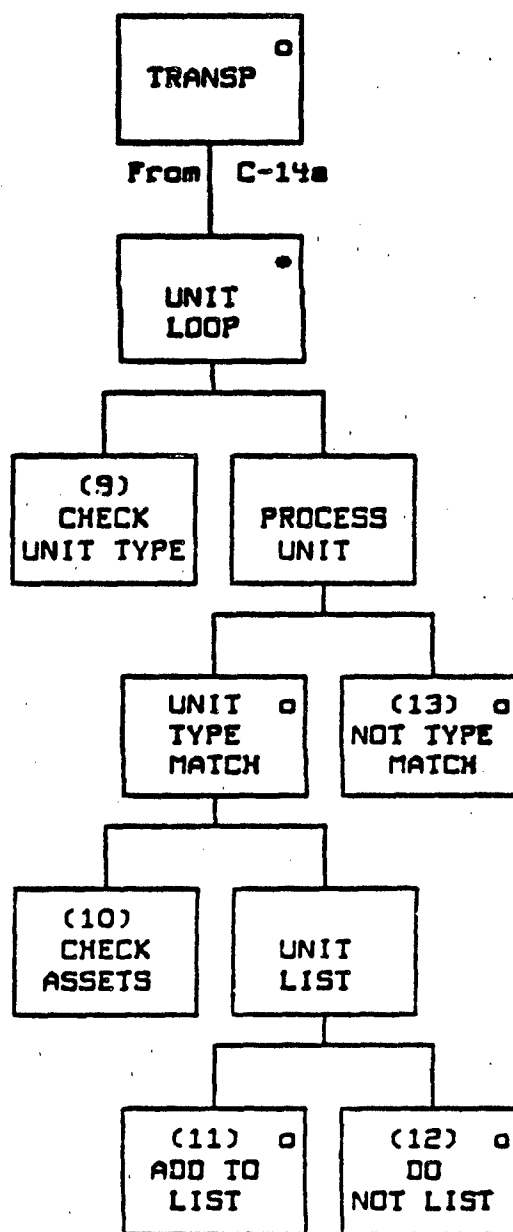 TRANSP
From C-14a
UNIT
LOOP
(9)
CHECK
UNIT TYPE
PROCESS
UNIT
UNIT
TYPE
MATCH
(13)
NOT TYPE
MATCH
(10)
CHECK
ASSETS
UNIT
LIST
(11)
ADD TO
LIST
(12)
DO
NOT LIST